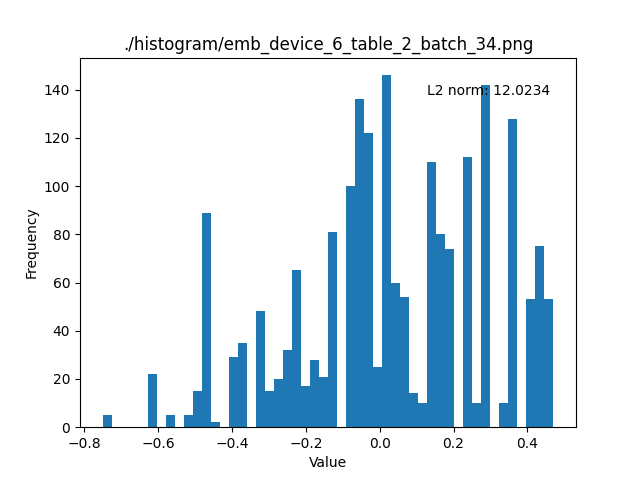 ./histogram/emb_device_6_table_2_batch_34.png
L2 norm: 12.0234
140
120
100
80
60
40
20
0
Frequency
−0.8 −0.6 −0.4 −0.2 0.0 0.2 0.4
Value